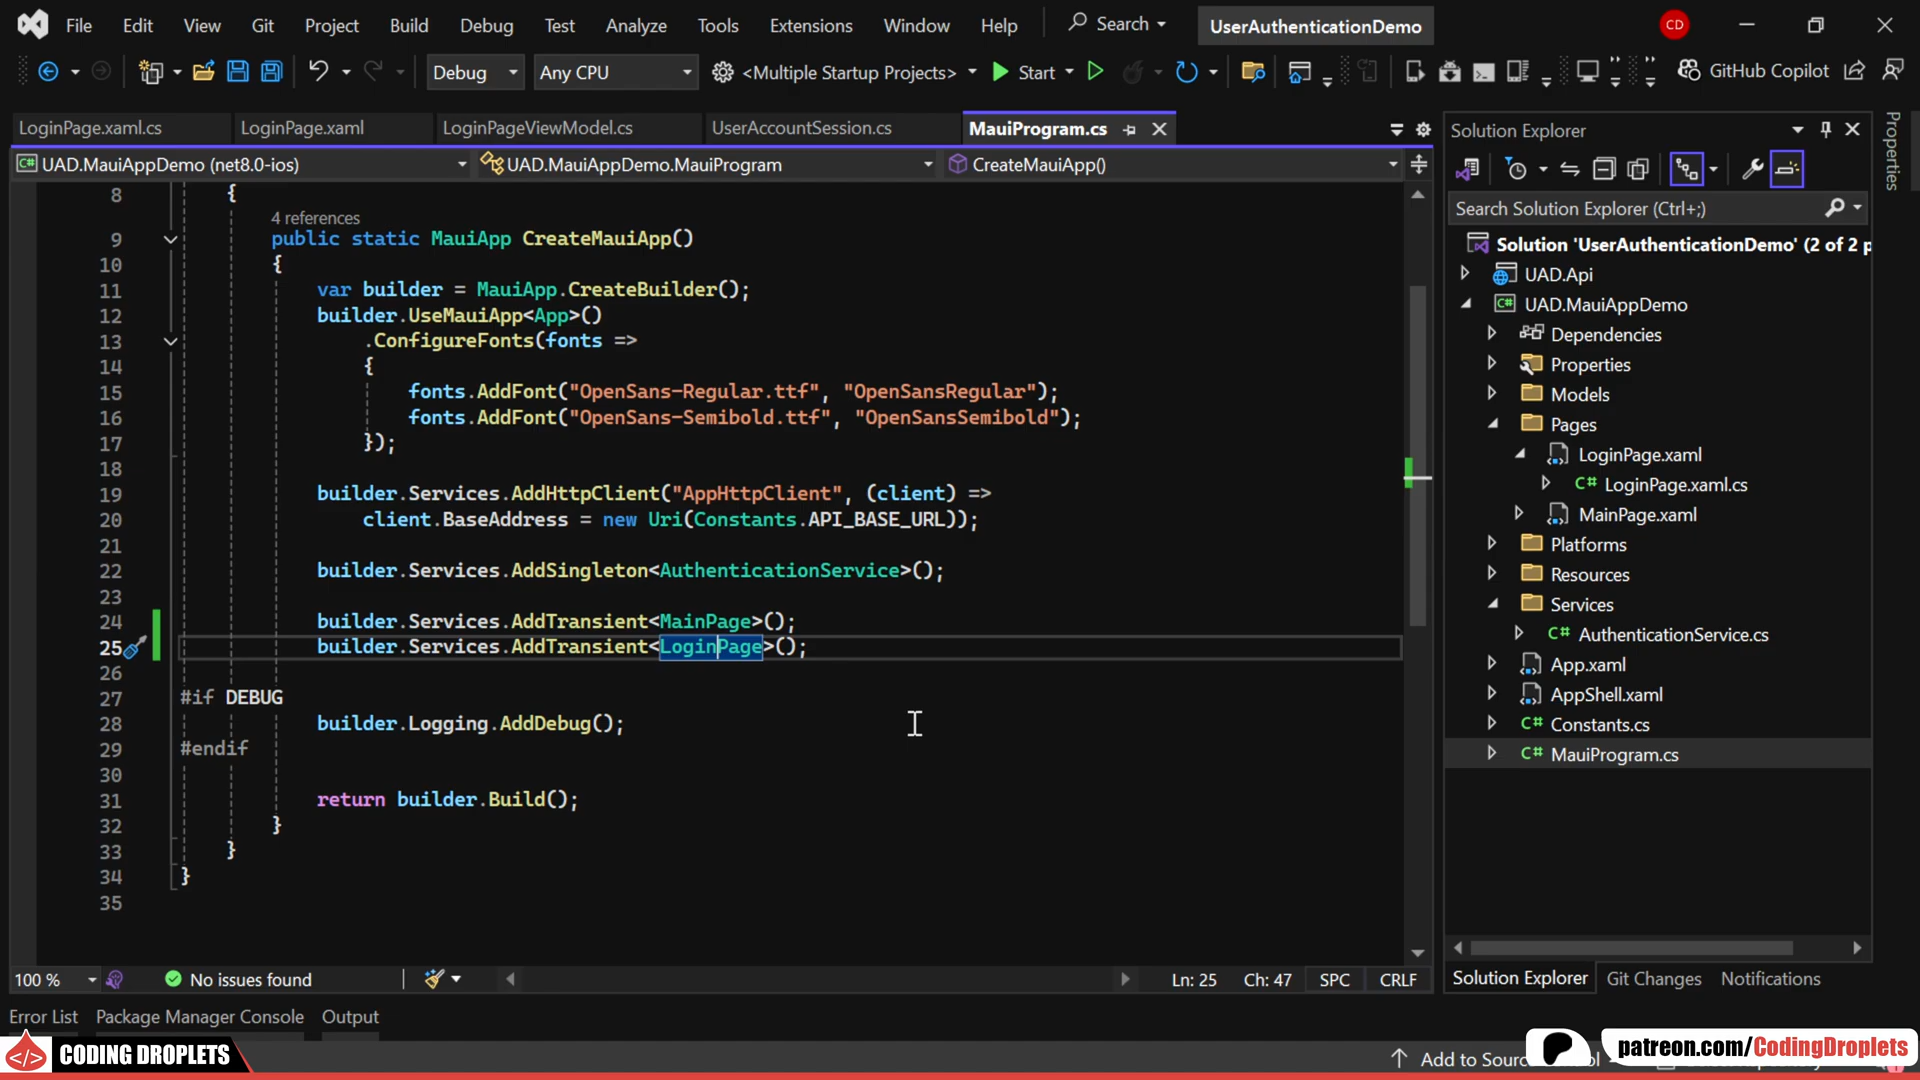 File Edit View Git Project Build Debug Test Analyze Tools Extensions Window Help Search UserAuthenticationDemo CD
Debug Any CPU <Multiple Startup Projects> Start GitHub Copilot
LoginPage.xaml.cs LoginPage.xaml LoginPageViewModel.cs UserAccountSession.cs MauiProgram.cs
UAD.MauiAppDemo (net8.0-ios) UAD.MauiAppDemo.MauiProgram CreateMauiApp()
8 {
4 references
9 public static MauiApp CreateMauiApp()
10 {
11 var builder = MauiApp.CreateBuilder();
12 builder.UseMauiApp<App>()
13 .ConfigureFonts(fonts =>
14 {
15 fonts.AddFont("OpenSans-Regular.ttf", "OpenSansRegular");
16 fonts.AddFont("OpenSans-Semibold.ttf", "OpenSansSemibold");
17 });
18
19 builder.Services.AddHttpClient("AppHttpClient", (client) =>
20 client.BaseAddress = new Uri(Constants.API_BASE_URL));
21
22 builder.Services.AddSingleton<AuthenticationService>();
23
24 builder.Services.AddTransient<MainPage>();
25 builder.Services.AddTransient<LoginPage>();
26
27 #if DEBUG
28 builder.Logging.AddDebug();
29 #endif
30
31 return builder.Build();
32 }
33 }
34 }
35
100 % No issues found Ln: 25 Ch: 47 SPC CRLF
Solution Explorer
Search Solution Explorer (Ctrl+;)
Solution 'UserAuthenticationDemo' (2 of 2 p
UAD.Api
UAD.MauiAppDemo
Dependencies
Properties
Models
Pages
LoginPage.xaml
C# LoginPage.xaml.cs
MainPage.xaml
Platforms
Resources
Services
C# AuthenticationService.cs
App.xaml
AppShell.xaml
C# Constants.cs
C# MauiProgram.cs
Solution Explorer Git Changes Notifications
Properties
Error List Package Manager Console Output
CODING DROPLETS
Add to Sourc
patreon.com/CodingDroplets